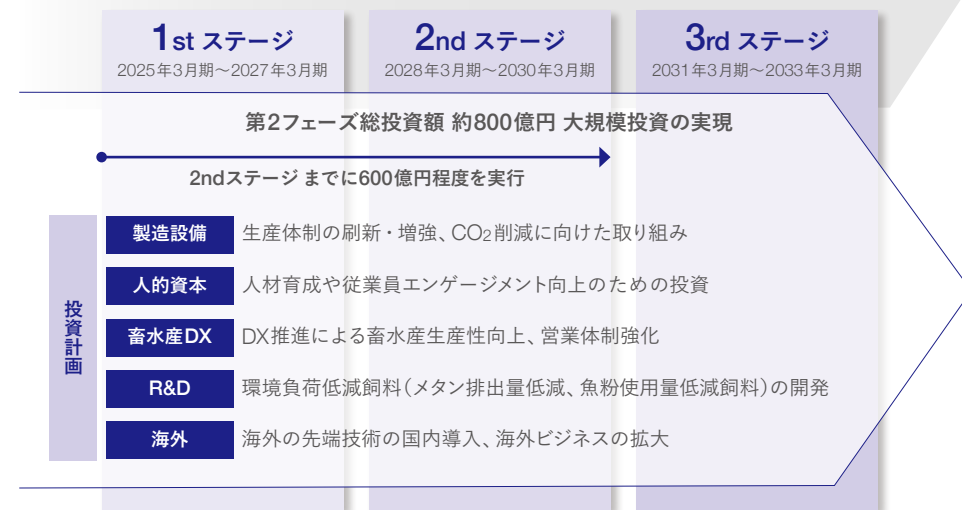 1st ステージ
2025年3月期～2027年3月期
2nd ステージ
2028年3月期～2030年3月期
3rd ステージ
2031年3月期～2033年3月期
第2フェーズ総投資額 約800億円 大規模投資の実現
2ndステージ までに600億円程度を実行
投資計画
製造設備 生産体制の刷新・増強、CO2削減に向けた取り組み
人的資本 人材育成や従業員エンゲージメント向上のための投資
畜水産DX DX推進による畜水産生産性向上、営業体制強化
R&D 環境負荷低減飼料（メタン排出量低減、魚粉使用量低減飼料）の開発
海外 海外の先端技術の国内導入、海外ビジネスの拡大